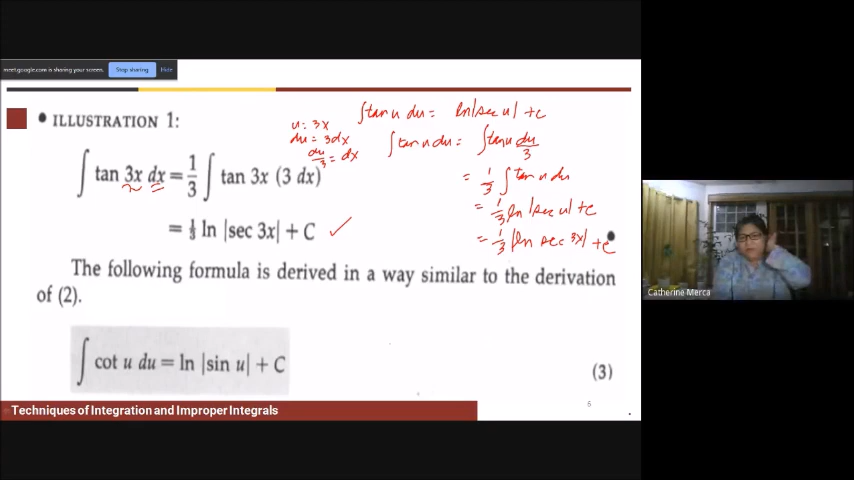 meet.google.com is sharing your screen. Stop sharing Hide
• ILLUSTRATION 1:
∫ tan 3x dx = 1/3 ∫ tan 3x (3 dx)
= 1/3 ln |sec 3x| + C ✓
u = 3x
du = 3dx
du/3 = dx
∫tan u du = ln|sec u| + c
∫tan u du = ∫tan u du/3
= 1/3 ∫ tan u du
= 1/3 ln |sec u| + c
= 1/3 |ln sec 3x| + c
The following formula is derived in a way similar to the derivation
of (2).
∫ cot u du = ln |sin u| + C
(3)
Techniques of Integration and Improper Integrals
5
Catherine Merca